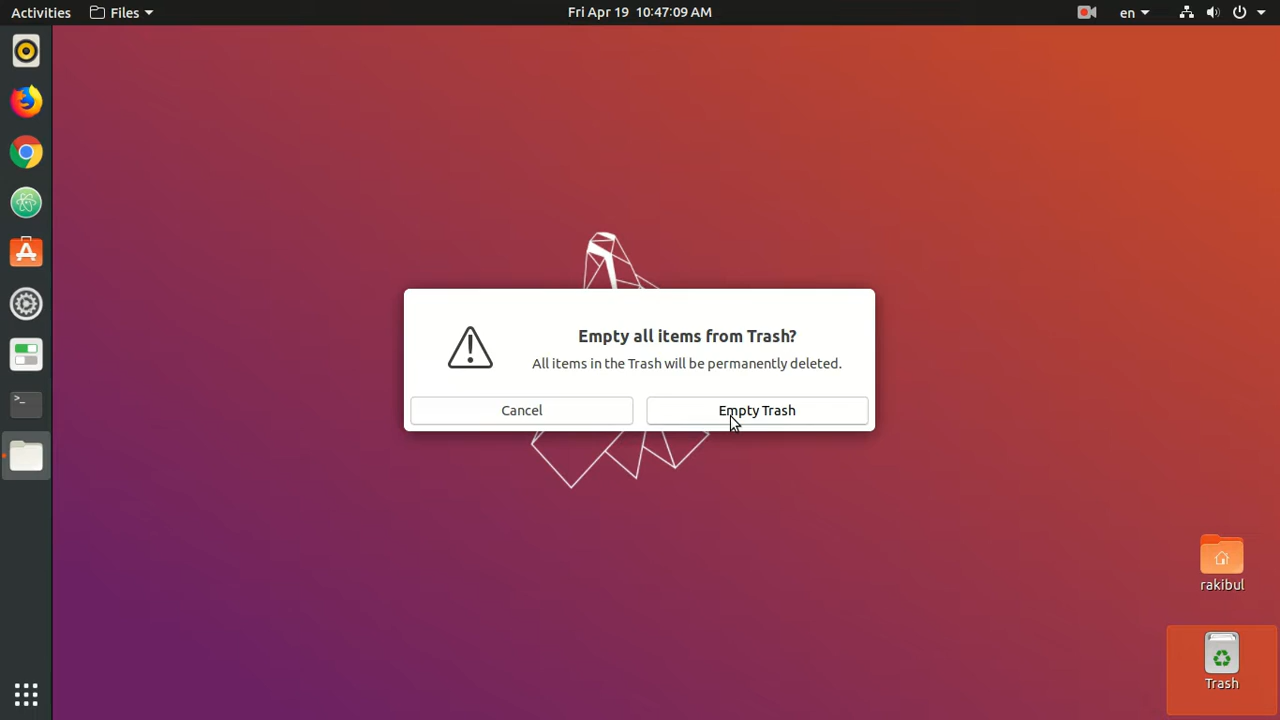 Activities Files Fri Apr 19 10:47:09 AM en
Empty all items from Trash?
All items in the Trash will be permanently deleted.
Cancel Empty Trash
rakibul
Trash